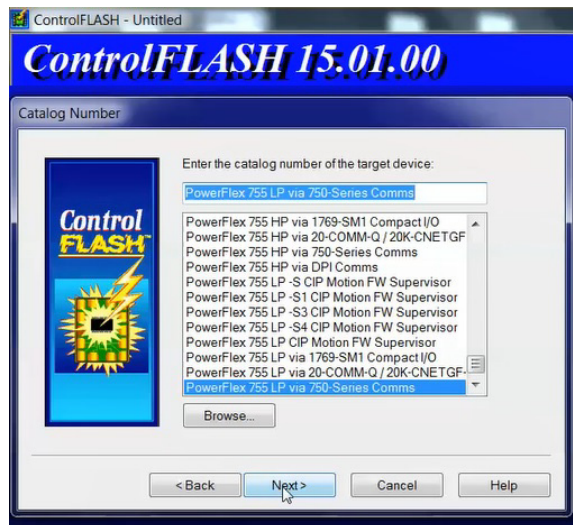 ControlFLASH - Untitled
ControlFLASH 15.01.00
Catalog Number
Enter the catalog number of the target device:
PowerFlex 755 LP via 750-Series Comms
Control
FLASH
PowerFlex 755 HP via 1769-SM1 Compact I/O
PowerFlex 755 HP via 20-COMM-Q / 20K-CNETGF
PowerFlex 755 HP via 750-Series Comms
PowerFlex 755 HP via DPI Comms
PowerFlex 755 LP -S CIP Motion FW Supervisor
PowerFlex 755 LP -S1 CIP Motion FW Supervisor
PowerFlex 755 LP -S3 CIP Motion FW Supervisor
PowerFlex 755 LP -S4 CIP Motion FW Supervisor
PowerFlex 755 LP CIP Motion FW Supervisor
PowerFlex 755 LP via 1769-SM1 Compact I/O
PowerFlex 755 LP via 20-COMM-Q / 20K-CNETGF-
PowerFlex 755 LP via 750-Series Comms
Browse...
< Back
Next >
Cancel
Help